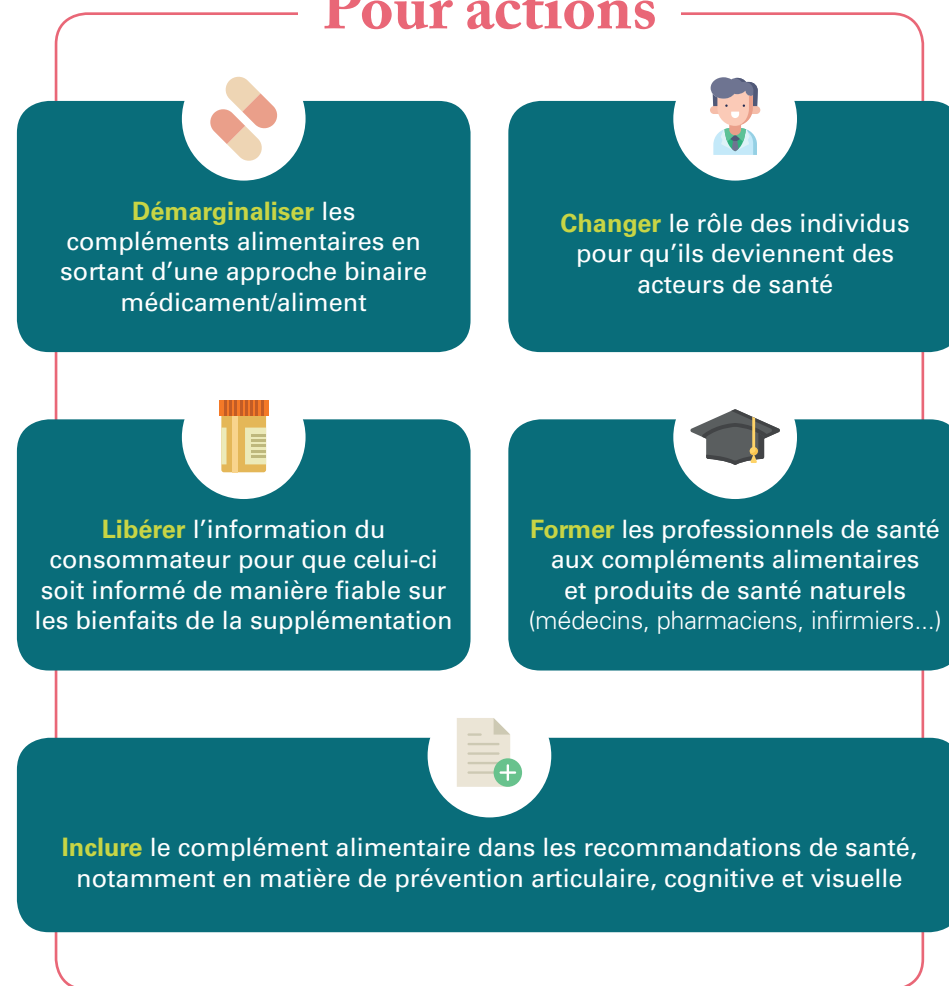 Pour actions
Démarginaliser les
compléments alimentaires en
sortant d'une approche binaire
médicament/aliment
Changer le rôle des individus
pour qu'ils deviennent des
acteurs de santé
Libérer l'information du
consommateur pour que celui-ci
soit informé de manière fiable sur
les bienfaits de la supplémentation
Former les professionnels de santé
aux compléments alimentaires
et produits de santé naturels
(médecins, pharmaciens, infirmiers...)
Inclure le complément alimentaire dans les recommandations de santé,
notamment en matière de prévention articulaire, cognitive et visuelle